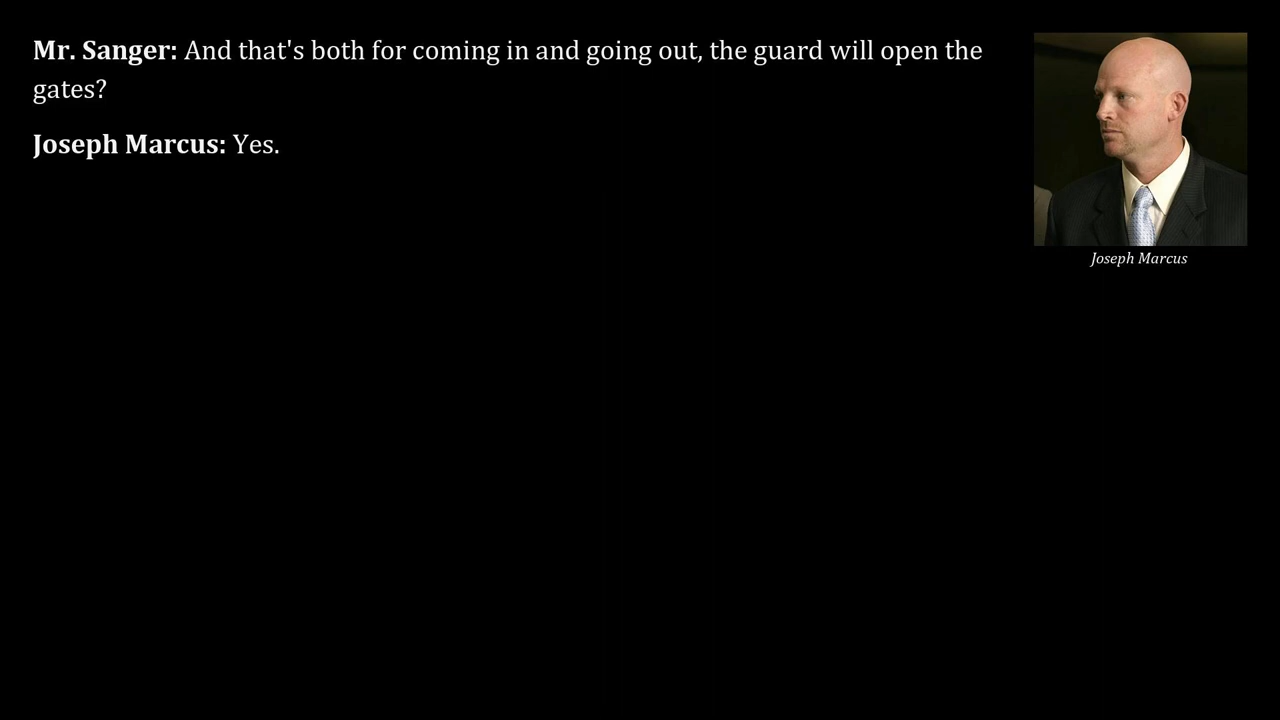 Mr. Sanger: And that's both for coming in and going out, the guard will open the
gates?
Joseph Marcus: Yes.
Joseph Marcus